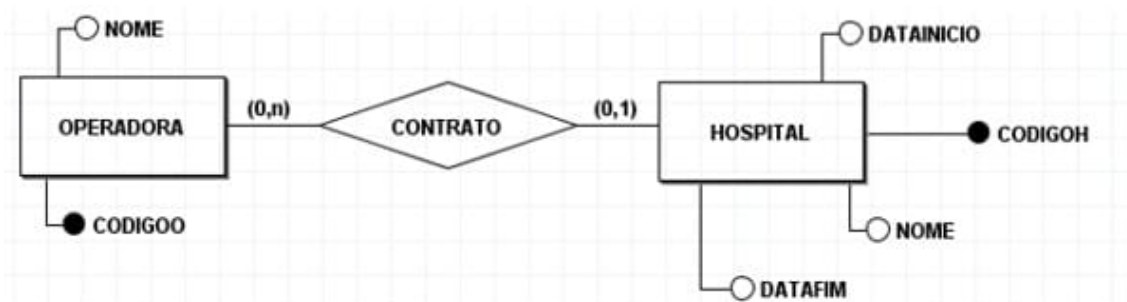 NOME
DATAINICIO
(0,n)
(0,1)
OPERADORA
CONTRATO
HOSPITAL
CODIGOH
CODIGOO
NOME
DATAFIM